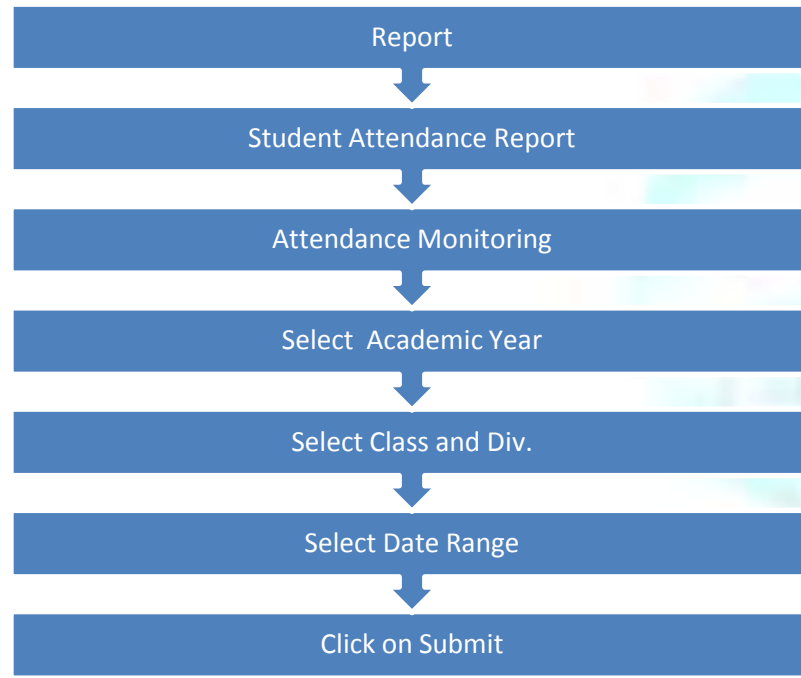 Report
Student Attendance Report
Attendance Monitoring
Select Academic Year
Select Class and Div.
Select Date Range
Click on Submit